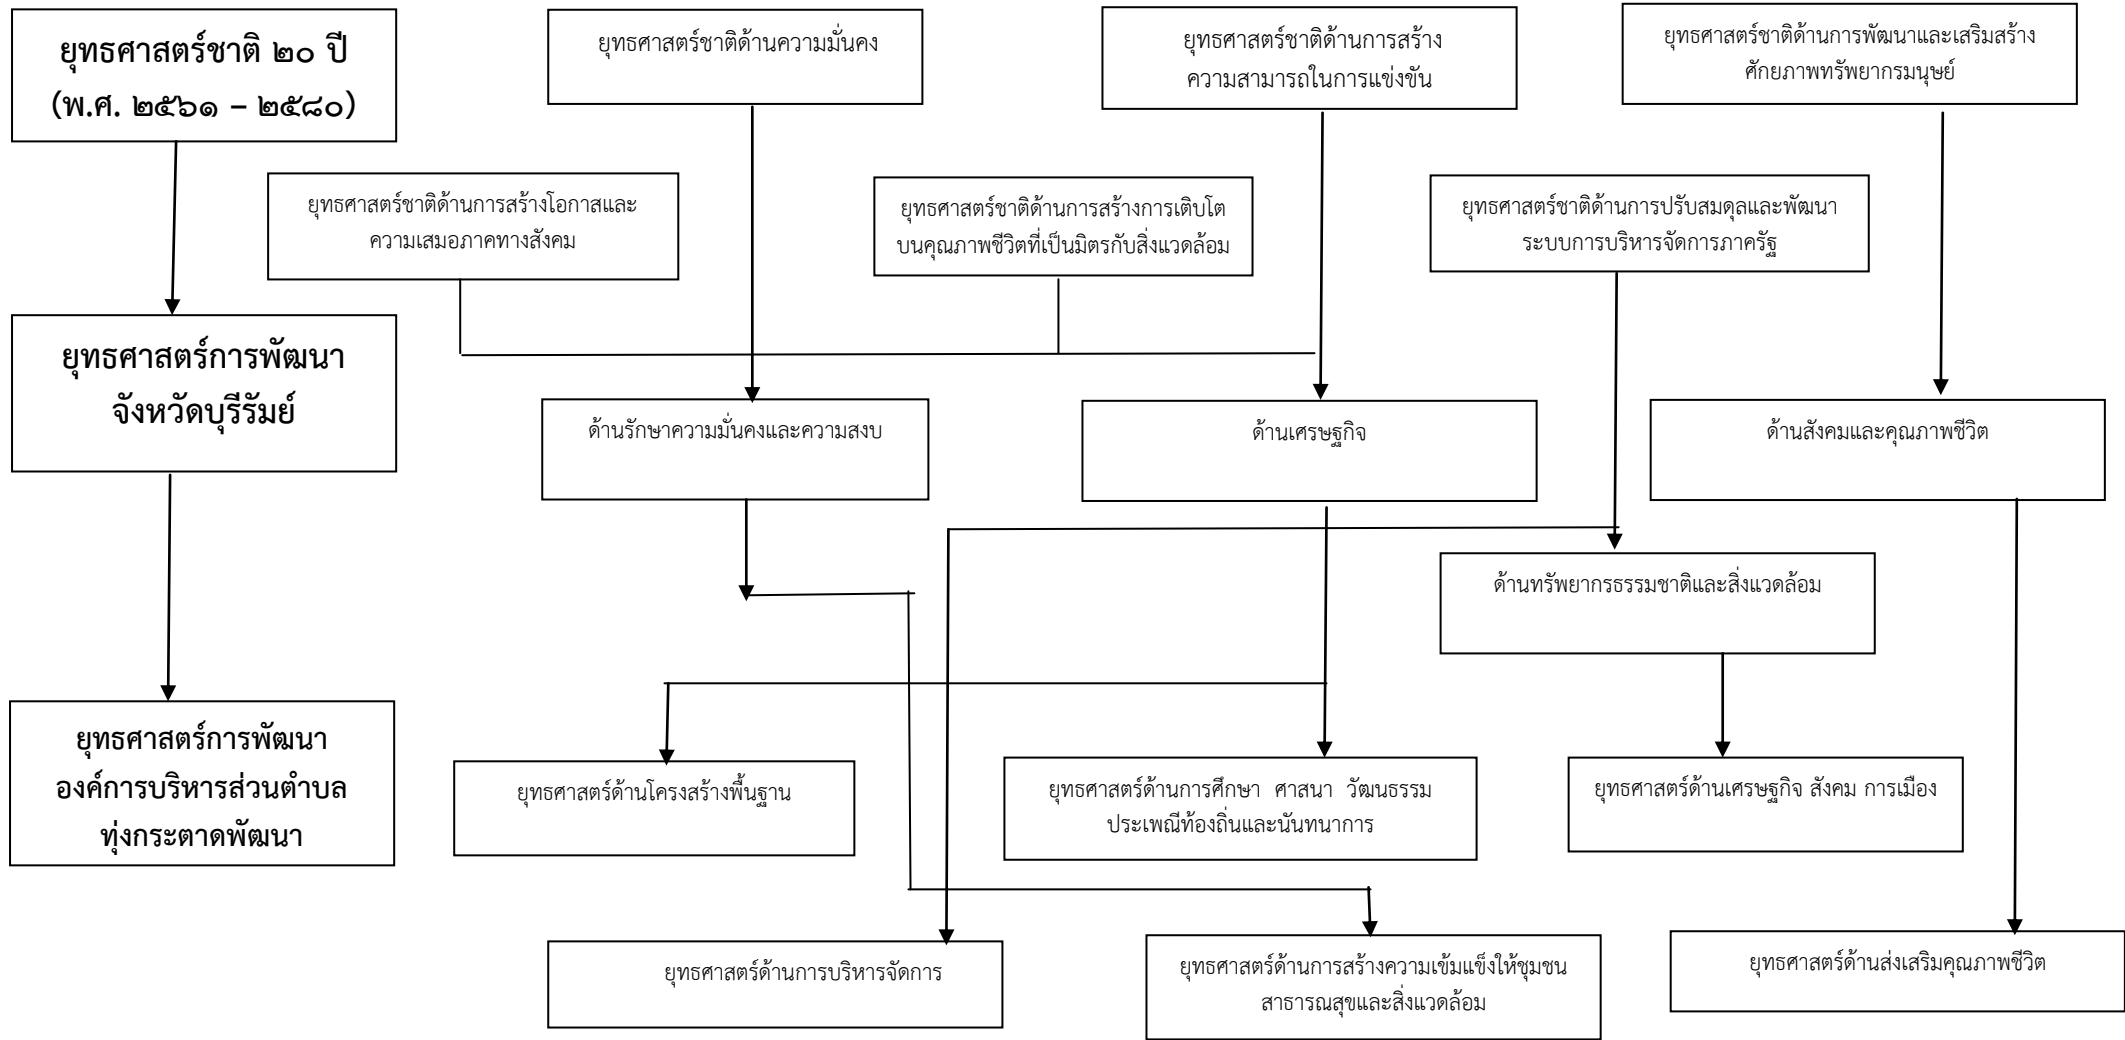 ยุทธศาสตร์ชาติ ๒๐ ปี
(พ.ศ. ๒๕๖๑ – ๒๕๘๐)
ยุทธศาสตร์ชาติด้านความมั่นคง
ยุทธศาสตร์ชาติด้านการสร้าง
ความสามารถในการแข่งขัน
ยุทธศาสตร์ชาติด้านการพัฒนาและเสริมสร้าง
ศักยภาพทรัพยากรมนุษย์
ยุทธศาสตร์ชาติด้านการสร้างโอกาสและ
ความเสมอภาคทางสังคม
ยุทธศาสตร์ชาติด้านการสร้างการเติบโต
บนคุณภาพชีวิตที่เป็นมิตรกับสิ่งแวดล้อม
ยุทธศาสตร์ชาติด้านการปรับสมดุลและพัฒนา
ระบบการบริหารจัดการภาครัฐ
ยุทธศาสตร์การพัฒนา
จังหวัดบุรีรัมย์
ด้านรักษาความมั่นคงและความสงบ
ด้านเศรษฐกิจ
ด้านสังคมและคุณภาพชีวิต
ด้านทรัพยากรธรรมชาติและสิ่งแวดล้อม
ยุทธศาสตร์การพัฒนา
องค์การบริหารส่วนตำบล
ทุ่งกระตาดพัฒนา
ยุทธศาสตร์ด้านโครงสร้างพื้นฐาน
ยุทธศาสตร์ด้านการศึกษา ศาสนา วัฒนธรรม
ประเพณีท้องถิ่นและนันทนาการ
ยุทธศาสตร์ด้านเศรษฐกิจ สังคม การเมือง
ยุทธศาสตร์ด้านการบริหารจัดการ
ยุทธศาสตร์ด้านการสร้างความเข้มแข็งให้ชุมชน
สาธารณสุขและสิ่งแวดล้อม
ยุทธศาสตร์ด้านส่งเสริมคุณภาพชีวิต